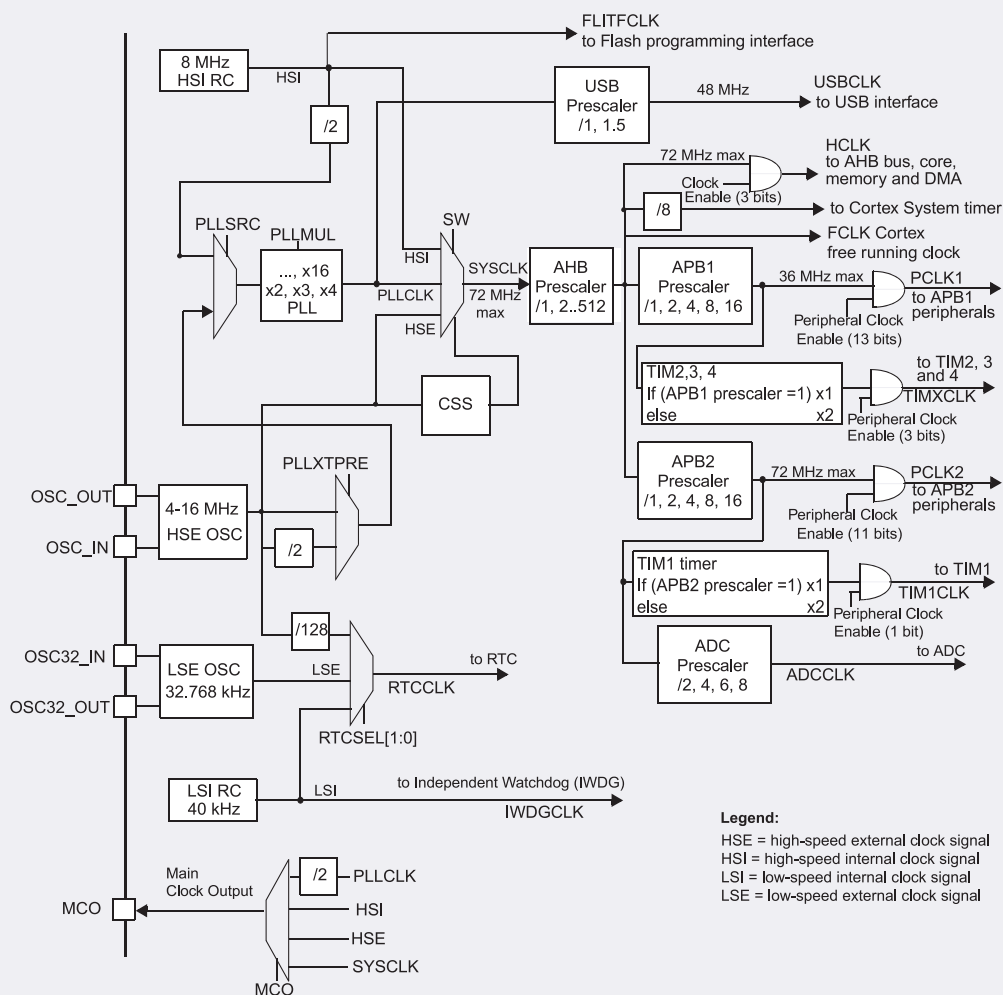 FLITFCLK
to Flash programming interface
8 MHz
HSI RC
HSI
/2
USB
Prescaler
/1, 1.5
48 MHz
USBCLK
to USB interface
72 MHz max
Clock
Enable (3 bits)
HCLK
to AHB bus, core,
memory and DMA
/8
to Cortex System timer
FCLK Cortex
free running clock
PLLSRC
PLLMUL
..., x16
x2, x3, x4
PLL
SW
HSI
PLLCLK
HSE
SYSCLK
72 MHz
max
AHB
Prescaler
/1, 2..512
APB1
Prescaler
/1, 2, 4, 8, 16
36 MHz max
PCLK1
to APB1
peripherals
Peripheral Clock
Enable (13 bits)
TIM2,3, 4
If (APB1 prescaler =1) x1
else x2
to TIM2, 3
and 4
TIMXCLK
Peripheral Clock
Enable (3 bits)
CSS
PLLXTPRE
OSC_OUT
OSC_IN
4-16 MHz
HSE OSC
/2
APB2
Prescaler
/1, 2, 4, 8, 16
72 MHz max
PCLK2
to APB2
peripherals
Peripheral Clock
Enable (11 bits)
TIM1 timer
If (APB2 prescaler =1) x1
else x2
to TIM1
TIM1CLK
Peripheral Clock
Enable (1 bit)
/128
OSC32_IN
OSC32_OUT
LSE OSC
32.768 kHz
LSE
to RTC
RTCCLK
RTCSEL[1:0]
ADC
Prescaler
/2, 4, 6, 8
to ADC
ADCCLK
LSI RC
40 kHz
LSI
to Independent Watchdog (IWDG)
IWDGCLK
Main
Clock Output
MCO
/2
PLLCLK
HSI
HSE
SYSCLK
MCO
Legend:
HSE = high-speed external clock signal
HSI = high-speed internal clock signal
LSI = low-speed internal clock signal
LSE = low-speed external clock signal